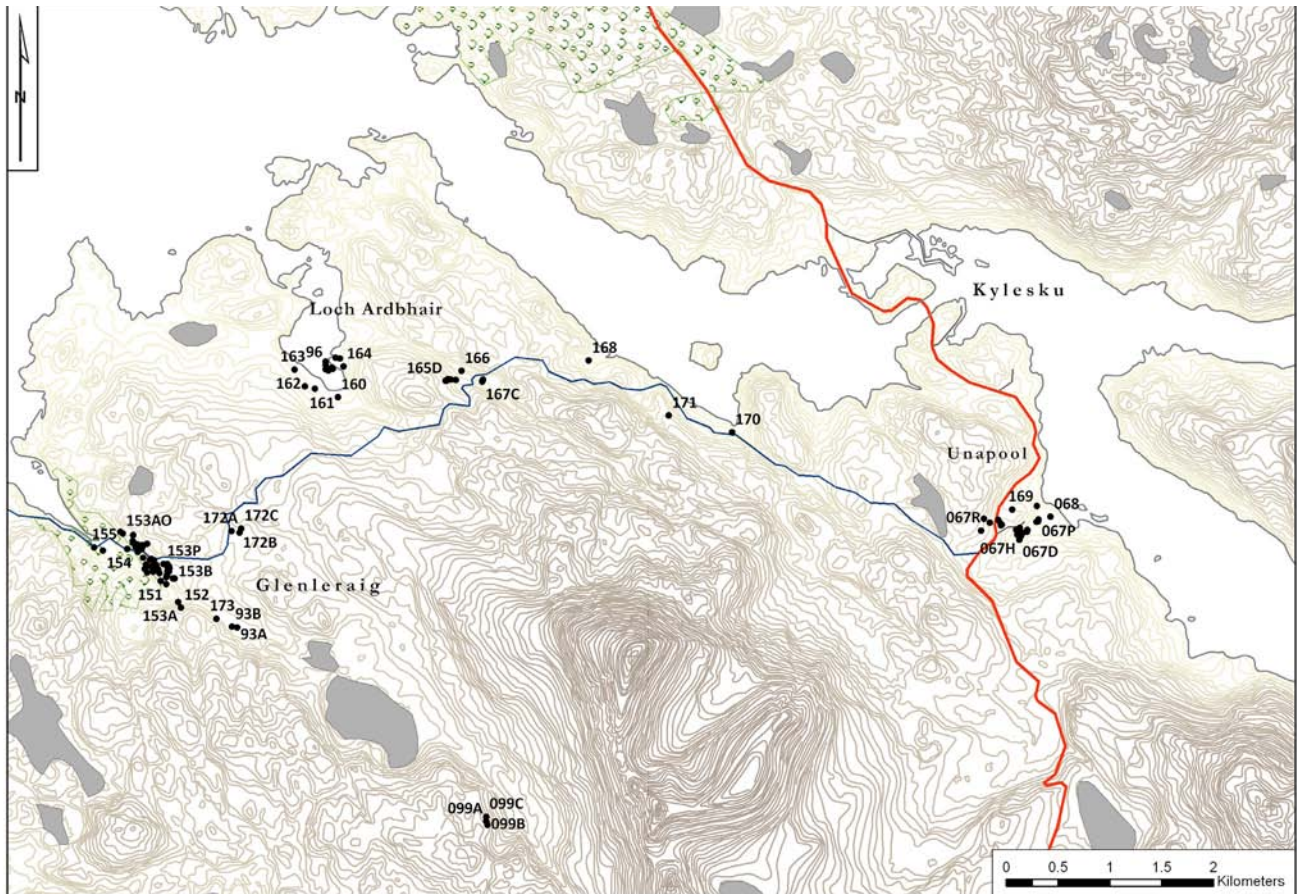 N
Loch Ardbhair
Kylesku
163
96
164
166
168
165D
162
160
167C
161
171
170
Unapool
169
068
153AO
172A
172C
067R
067P
155
172B
067H
067D
153P
154
153B
Glenleraig
151
152
153A
173
93B
93A
099A
099C
099B
0 0.5 1 1.5 2
Kilometers